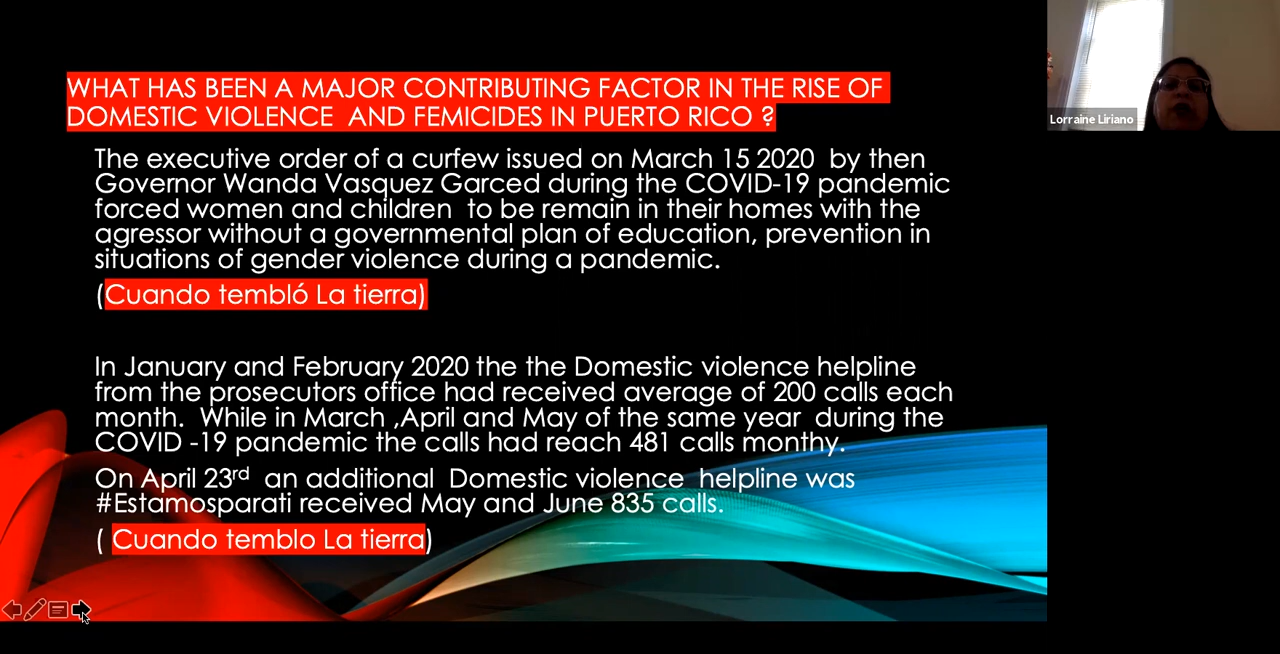 WHAT HAS BEEN A MAJOR CONTRIBUTING FACTOR IN THE RISE OF
DOMESTIC VIOLENCE AND FEMICIDES IN PUERTO RICO ?
The executive order of a curfew issued on March 15 2020 by then
Governor Wanda Vasquez Garced during the COVID-19 pandemic
forced women and children to be remain in their homes with the
agressor without a governmental plan of education, prevention in
situations of gender violence during a pandemic.
(Cuando tembló La tierra)
In January and February 2020 the the Domestic violence helpline
from the prosecutors office had received average of 200 calls each
month. While in March ,April and May of the same year during the
COVID -19 pandemic the calls had reach 481 calls monthy.
On April 23rd an additional Domestic violence helpline was
#Estamosparati received May and June 835 calls.
( Cuando temblo La tierra)
Lorraine Liriano